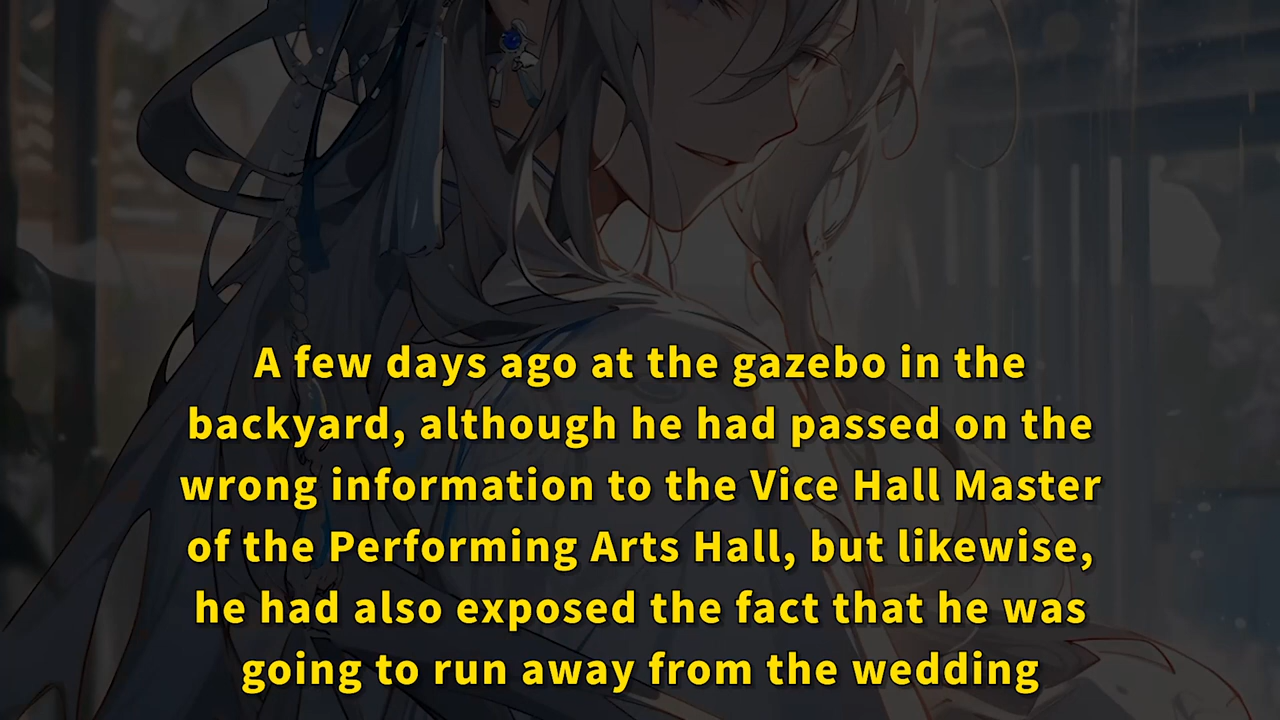 A few days ago at the gazebo in the
backyard, although he had passed on the
wrong information to the Vice Hall Master
of the Performing Arts Hall, but likewise,
he had also exposed the fact that he was
going to run away from the wedding